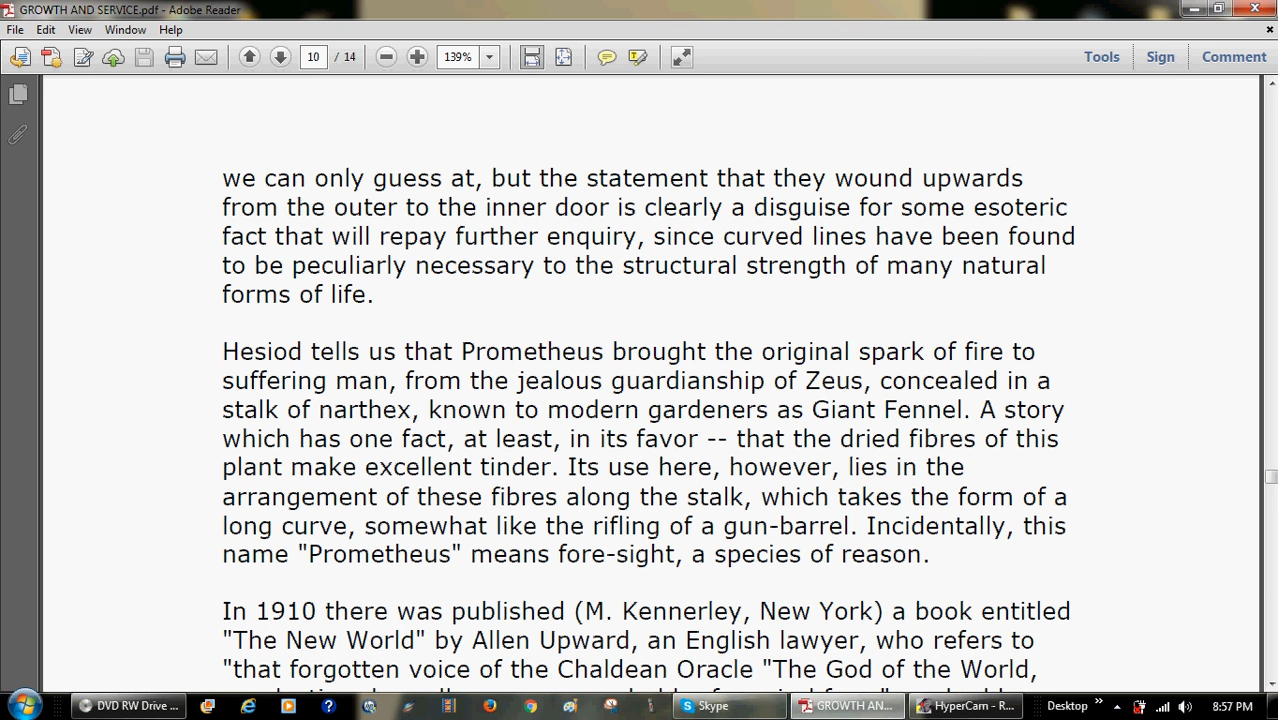 GROWTH AND SERVICE.pdf - Adobe Reader
File Edit View Window Help
10 / 14 139% Tools Sign Comment
we can only guess at, but the statement that they wound upwards
from the outer to the inner door is clearly a disguise for some esoteric
fact that will repay further enquiry, since curved lines have been found
to be peculiarly necessary to the structural strength of many natural
forms of life.
Hesiod tells us that Prometheus brought the original spark of fire to
suffering man, from the jealous guardianship of Zeus, concealed in a
stalk of narthex, known to modern gardeners as Giant Fennel. A story
which has one fact, at least, in its favor -- that the dried fibres of this
plant make excellent tinder. Its use here, however, lies in the
arrangement of these fibres along the stalk, which takes the form of a
long curve, somewhat like the rifling of a gun-barrel. Incidentally, this
name "Prometheus" means fore-sight, a species of reason.
In 1910 there was published (M. Kennerley, New York) a book entitled
"The New World" by Allen Upward, an English lawyer, who refers to
"that forgotten voice of the Chaldean Oracle "The God of the World,
DVD RW Drive ... Skype GROWTH AN... HyperCam - R... Desktop 8:57 PM